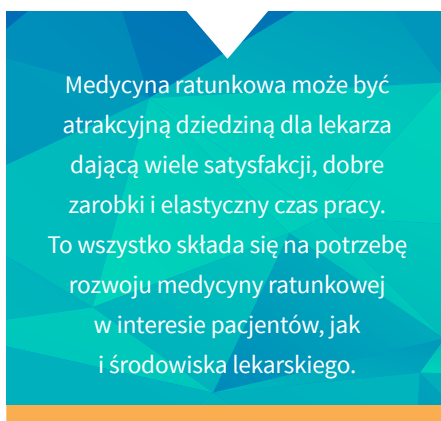 Medycyna ratunkowa może być
atrakcyjną dziedziną dla lekarza
dającą wiele satysfakcji, dobre
zarobki i elastyczny czas pracy.
To wszystko składa się na potrzebę
rozwoju medycyny ratunkowej
w interesie pacjentów, jak
i środowiska lekarskiego.